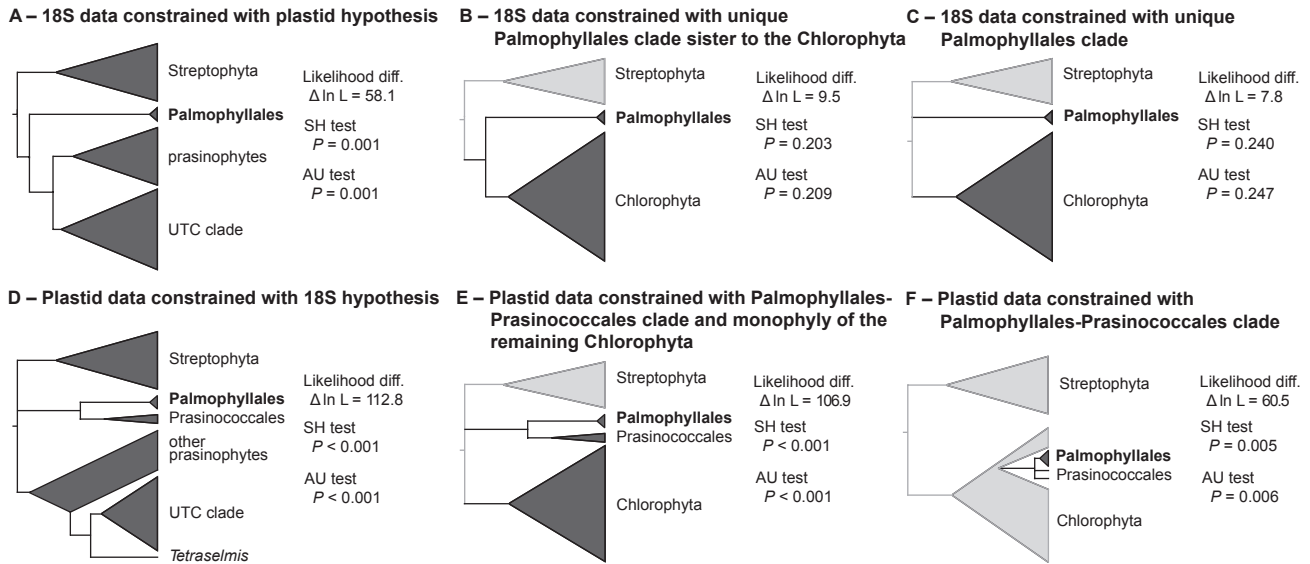 A – 18S data constrained with plastid hypothesis
Streptophyta
Palmophyllales
prasinophytes
UTC clade
Likelihood diff.
Δ ln L = 58.1
SH test
P = 0.001
AU test
P = 0.001
B – 18S data constrained with unique
Palmophyllales clade sister to the Chlorophyta
Streptophyta
Palmophyllales
Chlorophyta
Likelihood diff.
Δ ln L = 9.5
SH test
P = 0.203
AU test
P = 0.209
C – 18S data constrained with unique
Palmophyllales clade
Streptophyta
Palmophyllales
Chlorophyta
Likelihood diff.
Δ ln L = 7.8
SH test
P = 0.240
AU test
P = 0.247
D – Plastid data constrained with 18S hypothesis
Streptophyta
Palmophyllales
Prasinococcales
other
prasinophytes
UTC clade
Tetraselmis
Likelihood diff.
Δ ln L = 112.8
SH test
P < 0.001
AU test
P < 0.001
E – Plastid data constrained with Palmophyllales-
Prasinococcales clade and monophyly of the
remaining Chlorophyta
Streptophyta
Palmophyllales
Prasinococcales
Chlorophyta
Likelihood diff.
Δ ln L = 106.9
SH test
P < 0.001
AU test
P < 0.001
F – Plastid data constrained with
Palmophyllales-Prasinococcales clade
Streptophyta
Palmophyllales
Prasinococcales
Chlorophyta
Likelihood diff.
Δ ln L = 60.5
SH test
P = 0.005
AU test
P = 0.006